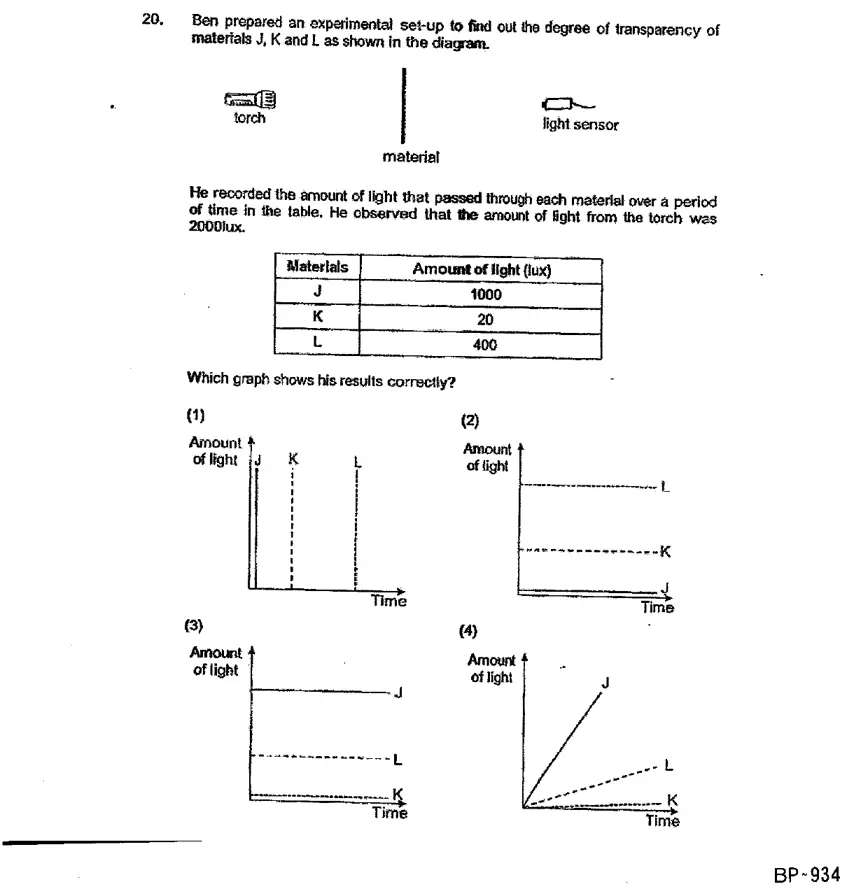 20. Ben prepared an experimental set-up to find out the degree of transparency of
materials J, K and L as shown in the diagram.
torch
light sensor
material
He recorded the amount of light that passed through each material over a period
of time in the table. He observed that the amount of light from the torch was
2000lux.
Materials Amount of light (lux)
J 1000
K 20
L 400
Which graph shows his results correctly?
(1)
Amount
of light
J K L
Time
(2)
Amount
of light
L
K
J
Time
(3)
Amount
of light
J
L
K
Time
(4)
Amount
of light
J
L
K
Time
BP-934